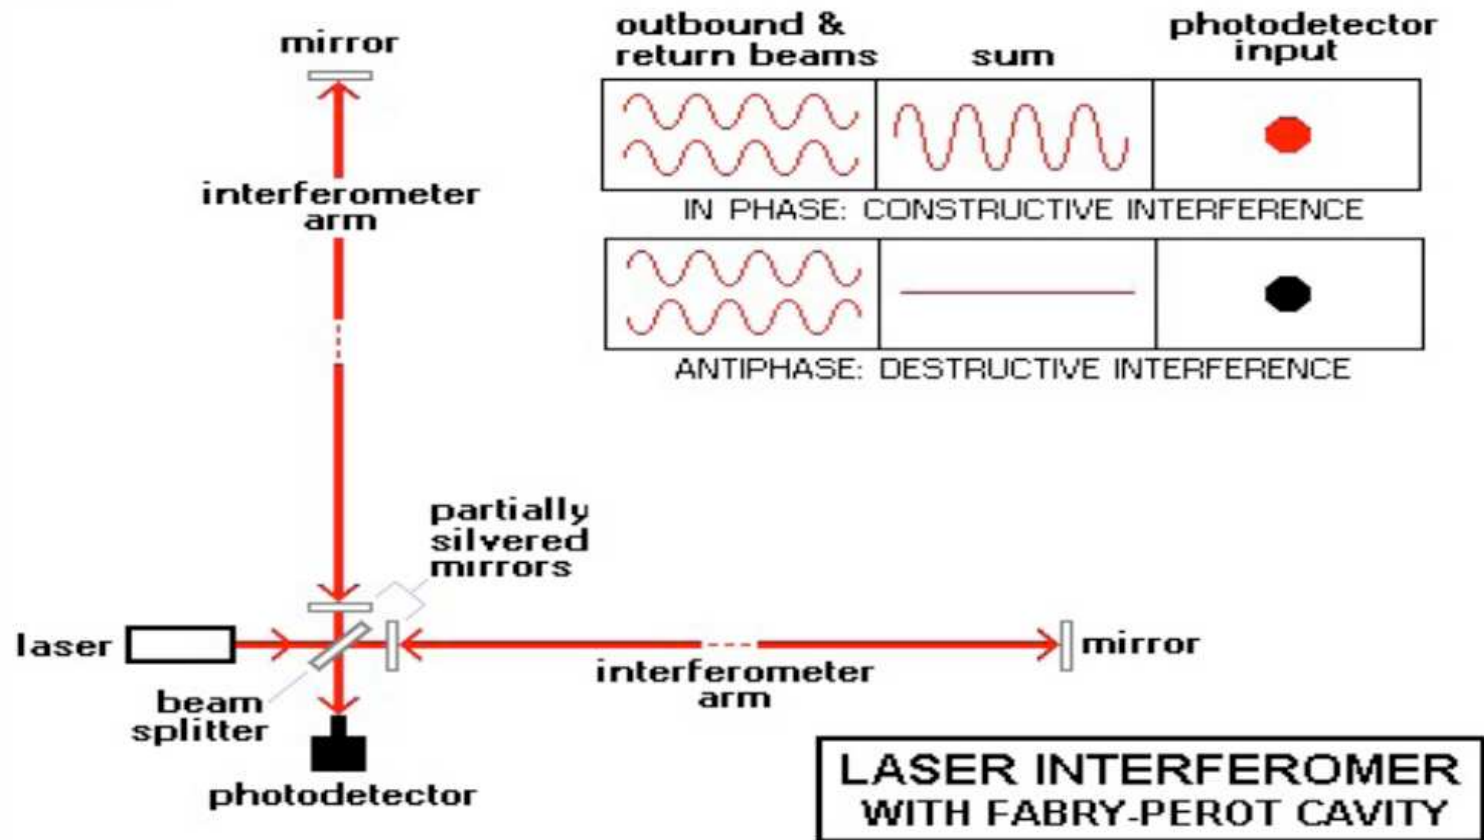 mirror
outbound &
return beams
sum
photodetector
input
IN PHASE: CONSTRUCTIVE INTERFERENCE
ANTIPHASE: DESTRUCTIVE INTERFERENCE
interferometer
arm
partially
silvered
mirrors
laser
mirror
interferometer
arm
beam
splitter
photodetector
LASER INTERFEROMER
WITH FABRY-PEROT CAVITY